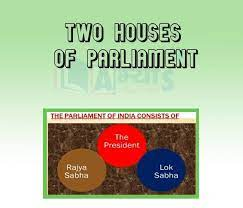 TWO HOUSES
OF PARLIAMENT
THE PARLIAMENT OF INDIA CONSISTS OF
The
President
Rajya
Sabha
Lok
Sabha